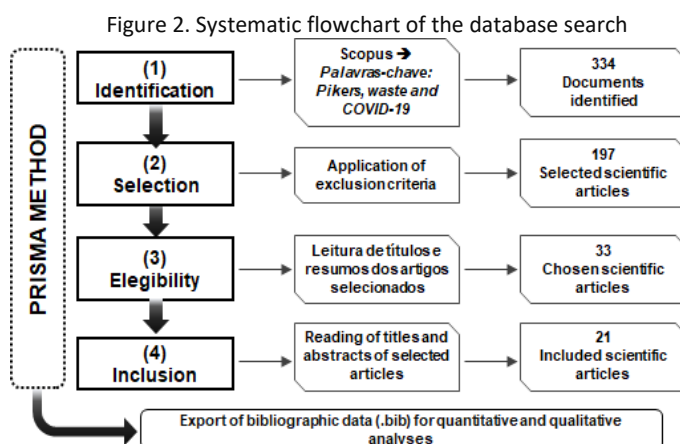 Figure 2. Systematic flowchart of the database search
PRISMA METHOD
(1)
Identification
Scopus ➔
Palavras-chave:
Pikers, waste and
COVID-19
334
Documents
identified
(2)
Selection
Application of
exclusion criteria
197
Selected scientific
articles
(3)
Elegibility
Leitura de títulos e
resumos dos artigos
selecionados
33
Chosen scientific
articles
(4)
Inclusion
Reading of titles and
abstracts of selected
articles
21
Included scientific
articles
Export of bibliographic data (.bib) for quantitative and qualitative
analyses